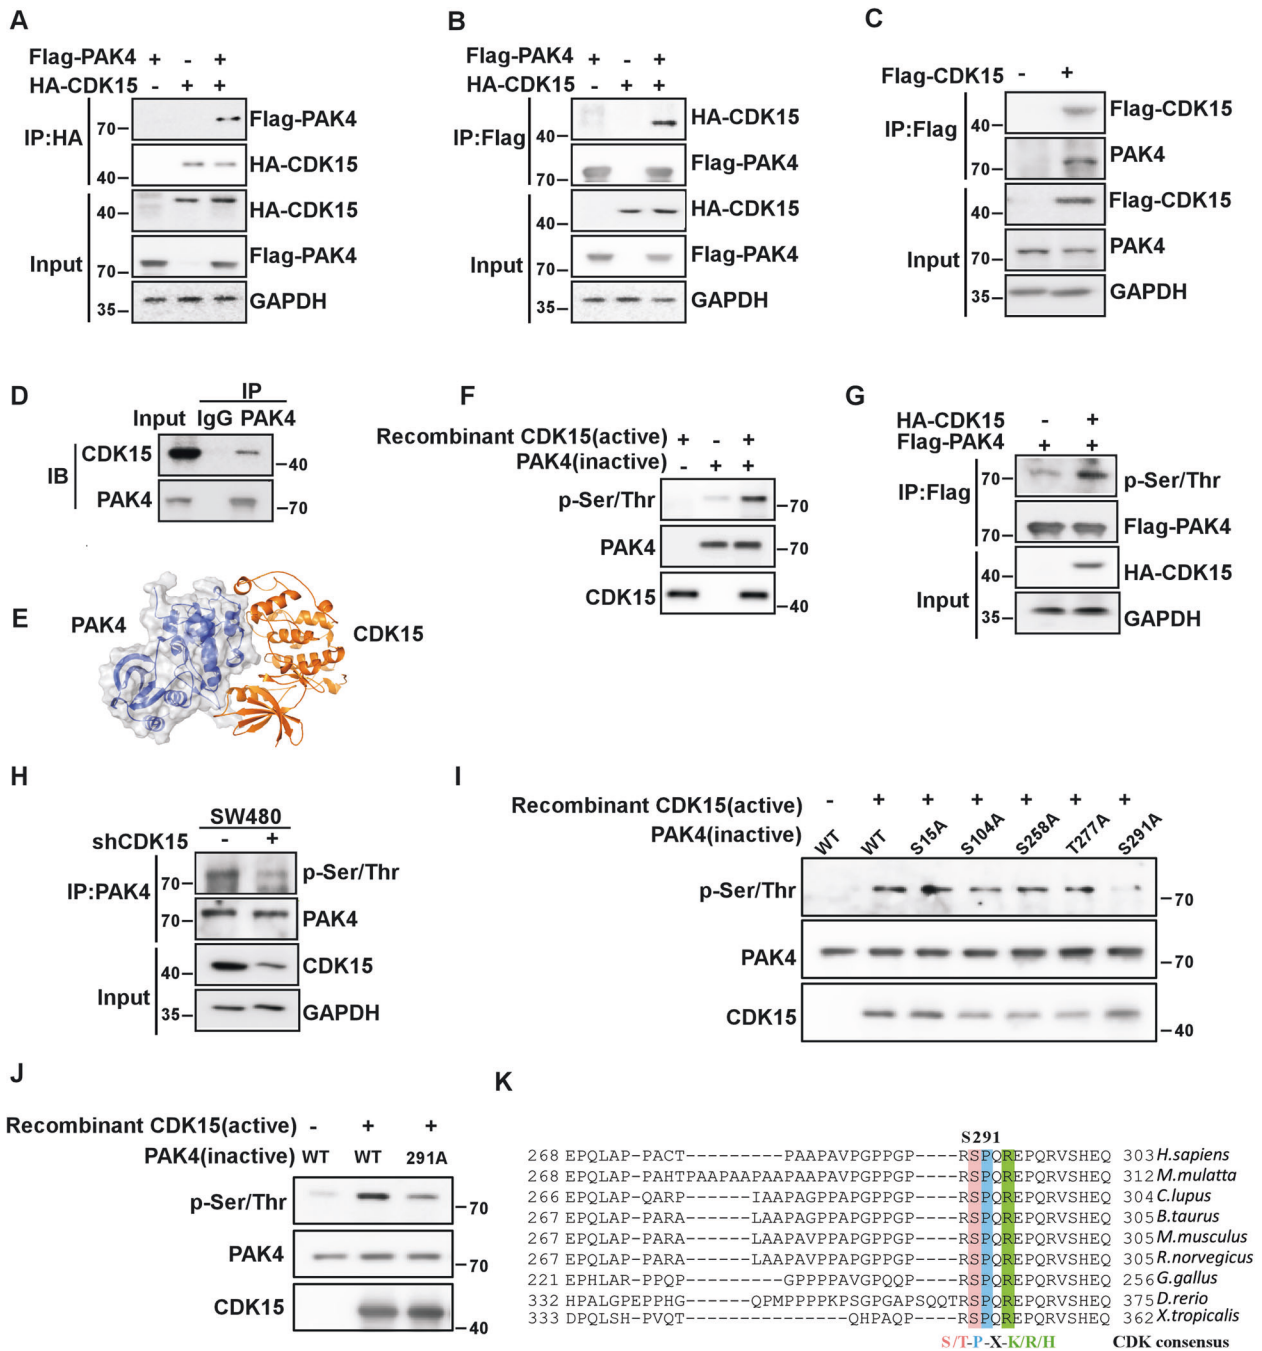 A
Flag-PAK4 + - +
HA-CDK15 - + +
IP:HA
70
Flag-PAK4
40
HA-CDK15
Input
40
HA-CDK15
70
Flag-PAK4
35
GAPDH
B
Flag-PAK4 + - +
HA-CDK15 - + +
IP:Flag
40
HA-CDK15
70
Flag-PAK4
Input
40
HA-CDK15
70
Flag-PAK4
35
GAPDH
C
Flag-CDK15 - +
IP:Flag
40
Flag-CDK15
70
PAK4
Input
40
Flag-CDK15
70
PAK4
35
GAPDH
D
IP
Input IgG PAK4
IB
CDK15
40
PAK4
70
E
PAK4
CDK15
F
Recombinant CDK15(active) + - +
PAK4(inactive) - + +
p-Ser/Thr
70
PAK4
70
CDK15
40
G
HA-CDK15 - +
Flag-PAK4 + +
IP:Flag
70
p-Ser/Thr
70
Flag-PAK4
Input
40
HA-CDK15
35
GAPDH
H
SW480
shCDK15 - +
IP:PAK4
70
p-Ser/Thr
70
PAK4
Input
40
CDK15
35
GAPDH
I
Recombinant CDK15(active) - + + + + + +
PAK4(inactive) WT WT S15A S104A S258A T277A S291A
p-Ser/Thr
70
PAK4
70
CDK15
40
J
Recombinant CDK15(active) - + +
PAK4(inactive) WT WT 291A
p-Ser/Thr
70
PAK4
70
CDK15
40
K
S291
268 EPQLAP-PACT---------PAAPAVPGPPGP----RSPQREPQRVSHEQ 303 H.sapiens
268 EPQLAP-PAHTPAAPAAPAAPAAPAVPGPPGP----RSPQREPQRVSHEQ 312 M.mulatta
266 EPQLAP-QARP------IAAPAGPAVPGPPGP----RSPQREPQRVSHEQ 304 C.lupus
267 EPQLAP-PARA------LAAPAGPPAVPGPPGP----RSPQREPQRVSHEQ 305 B.taurus
267 EPQLAP-PARA------LAAPAVPPAPGPPGP----RSPQREPQRVSHEQ 305 M.musculus
267 EPQLAP-PARA------LAAPAVPPAPGPPGP----RSPQREPQRVSHEQ 305 R.norvegicus
221 EPHLAR-PPQP---------GPPPPAVGPQQP----RSPQREPQRVSHEQ 256 G.gallus
332 HPALGPEPPHG------QPMPPPPKPSGPGAPSQQTRSPQREPQRVSHEQ 375 D.rerio
333 DPQLSH-PVQT---------------QHPAQP----RSPQREPQRVSHEQ 362 X.tropicalis
S/T-P-X-K/R/H CDK consensus